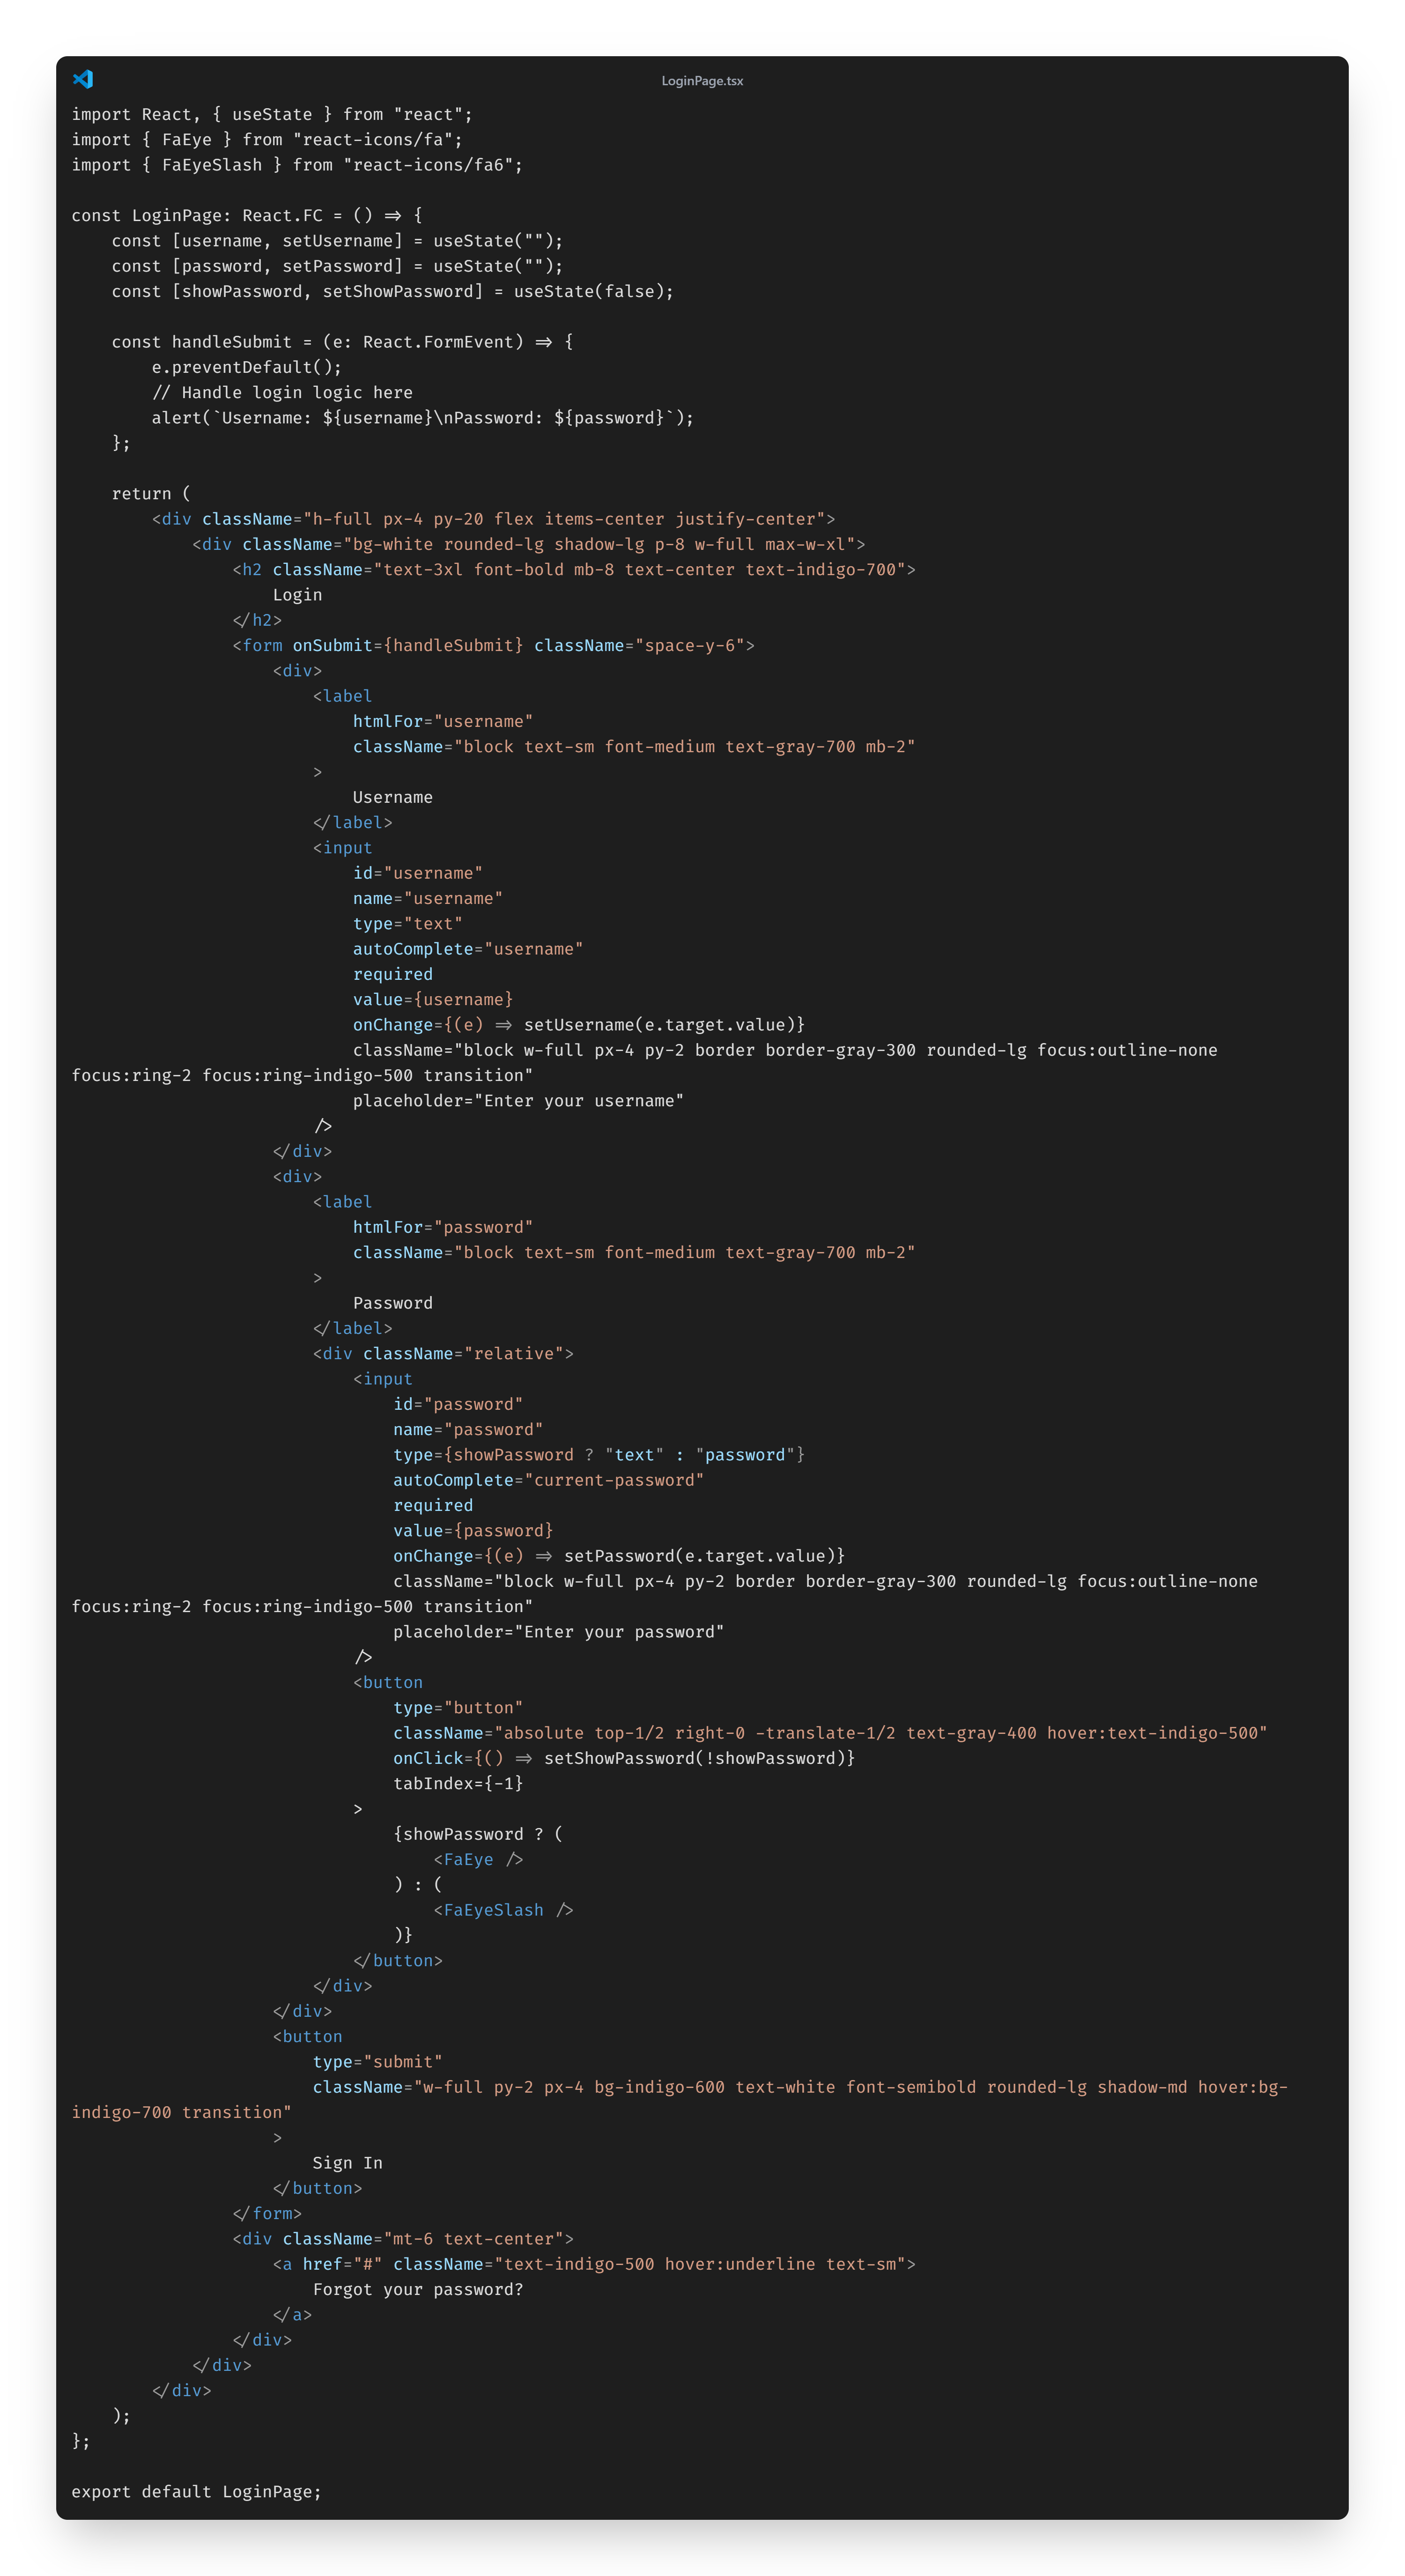 LoginPage.tsx
import React, { useState } from "react";
import { FaEye } from "react-icons/fa";
import { FaEyeSlash } from "react-icons/fa6";

const LoginPage: React.FC = () => {
    const [username, setUsername] = useState("");
    const [password, setPassword] = useState("");
    const [showPassword, setShowPassword] = useState(false);

    const handleSubmit = (e: React.FormEvent) => {
        e.preventDefault();
        // Handle login logic here
        alert(`Username: ${username}\nPassword: ${password}`);
    };

    return (
        <div className="h-full px-4 py-20 flex items-center justify-center">
            <div className="bg-white rounded-lg shadow-lg p-8 w-full max-w-xl">
                <h2 className="text-3xl font-bold mb-8 text-center text-indigo-700">
                    Login
                </h2>
                <form onSubmit={handleSubmit} className="space-y-6">
                    <div>
                        <label
                            htmlFor="username"
                            className="block text-sm font-medium text-gray-700 mb-2"
                        >
                            Username
                        </label>
                        <input
                            id="username"
                            name="username"
                            type="text"
                            autoComplete="username"
                            required
                            value={username}
                            onChange={(e) => setUsername(e.target.value)}
                            className="block w-full px-4 py-2 border border-gray-300 rounded-lg focus:outline-none
focus:ring-2 focus:ring-indigo-500 transition"
                            placeholder="Enter your username"
                        />
                    </div>
                    <div>
                        <label
                            htmlFor="password"
                            className="block text-sm font-medium text-gray-700 mb-2"
                        >
                            Password
                        </label>
                        <div className="relative">
                            <input
                                id="password"
                                name="password"
                                type={showPassword ? "text" : "password"}
                                autoComplete="current-password"
                                required
                                value={password}
                                onChange={(e) => setPassword(e.target.value)}
                                className="block w-full px-4 py-2 border border-gray-300 rounded-lg focus:outline-none
focus:ring-2 focus:ring-indigo-500 transition"
                                placeholder="Enter your password"
                            />
                            <button
                                type="button"
                                className="absolute top-1/2 right-0 -translate-1/2 text-gray-400 hover:text-indigo-500"
                                onClick={() => setShowPassword(!showPassword)}
                                tabIndex={-1}
                            >
                                {showPassword ? (
                                    <FaEye />
                                ) : (
                                    <FaEyeSlash />
                                )}
                            </button>
                        </div>
                    </div>
                    <button
                        type="submit"
                        className="w-full py-2 px-4 bg-indigo-600 text-white font-semibold rounded-lg shadow-md hover:bg-
indigo-700 transition"
                    >
                        Sign In
                    </button>
                </form>
                <div className="mt-6 text-center">
                    <a href="#" className="text-indigo-500 hover:underline text-sm">
                        Forgot your password?
                    </a>
                </div>
            </div>
        </div>
    );
};

export default LoginPage;